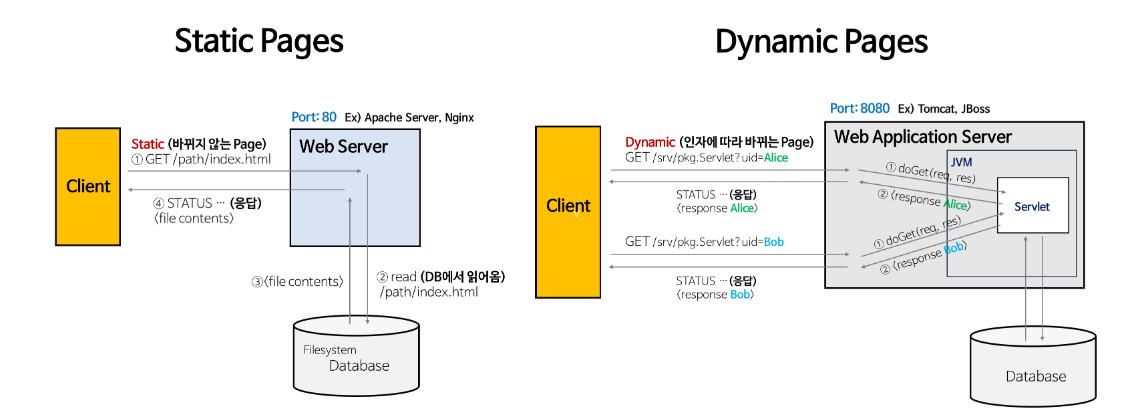 Static Pages
Port: 80 Ex) Apache Server, Nginx
Static (바뀌지 않는 Page)
① GET /path/index.html
Web Server
Client
④ STATUS ··· (응답)
⟨file contents⟩
③⟨file contents⟩
② read (DB에서 읽어옴)
/path/index.html
Filesystem
Database
Dynamic Pages
Port: 8080 Ex) Tomcat, JBoss
Dynamic (인자에 따라 바뀌는 Page)
GET /srv/pkg.Servlet?uid=Alice
Web Application Server
JVM
① doGet(req, res)
② ⟨response Alice⟩
STATUS ··· (응답)
⟨response Alice⟩
Client
Servlet
GET /srv/pkg.Servlet?uid=Bob
① doGet(req, res)
② ⟨response Bob⟩
STATUS ··· (응답)
⟨response Bob⟩
Database